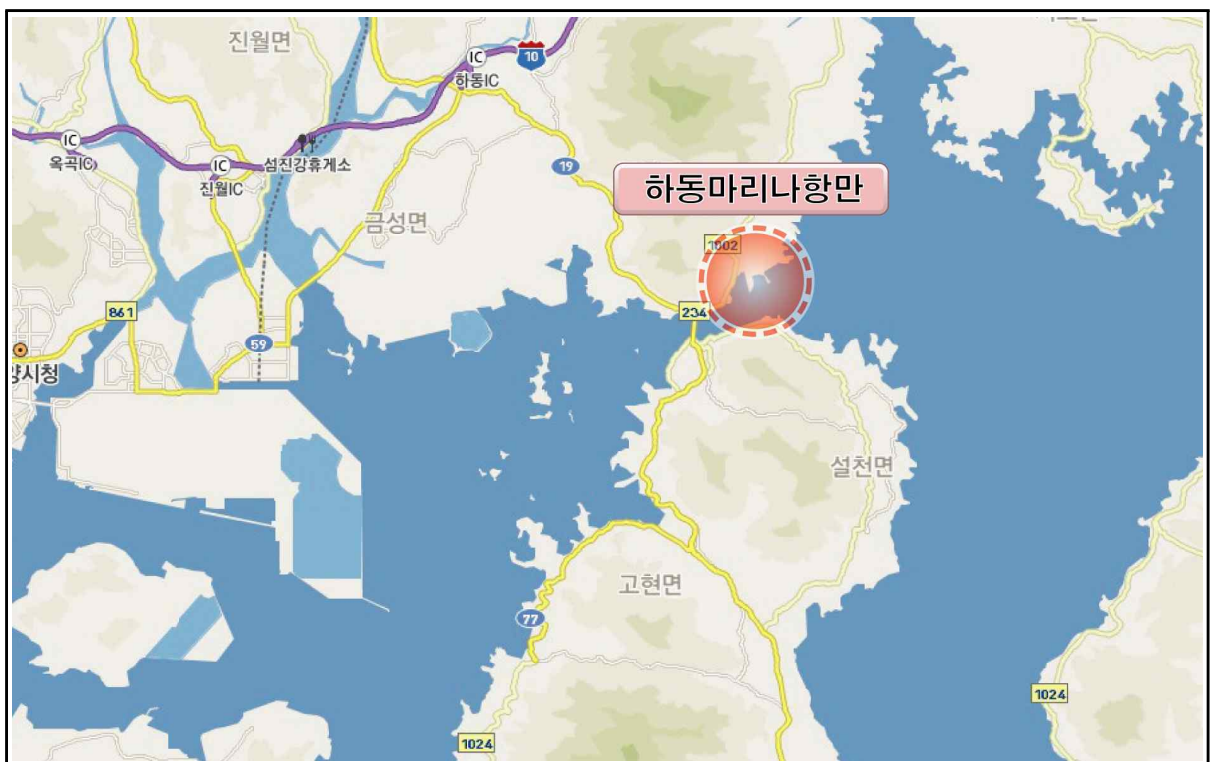 진월면
IC
10
하동IC
IC
옥곡IC
IC
진월IC
섬진강휴게소
19
하동마리나항만
금성면
1002
861
234
59
양시청
설천면
고현면
77
1024
1024